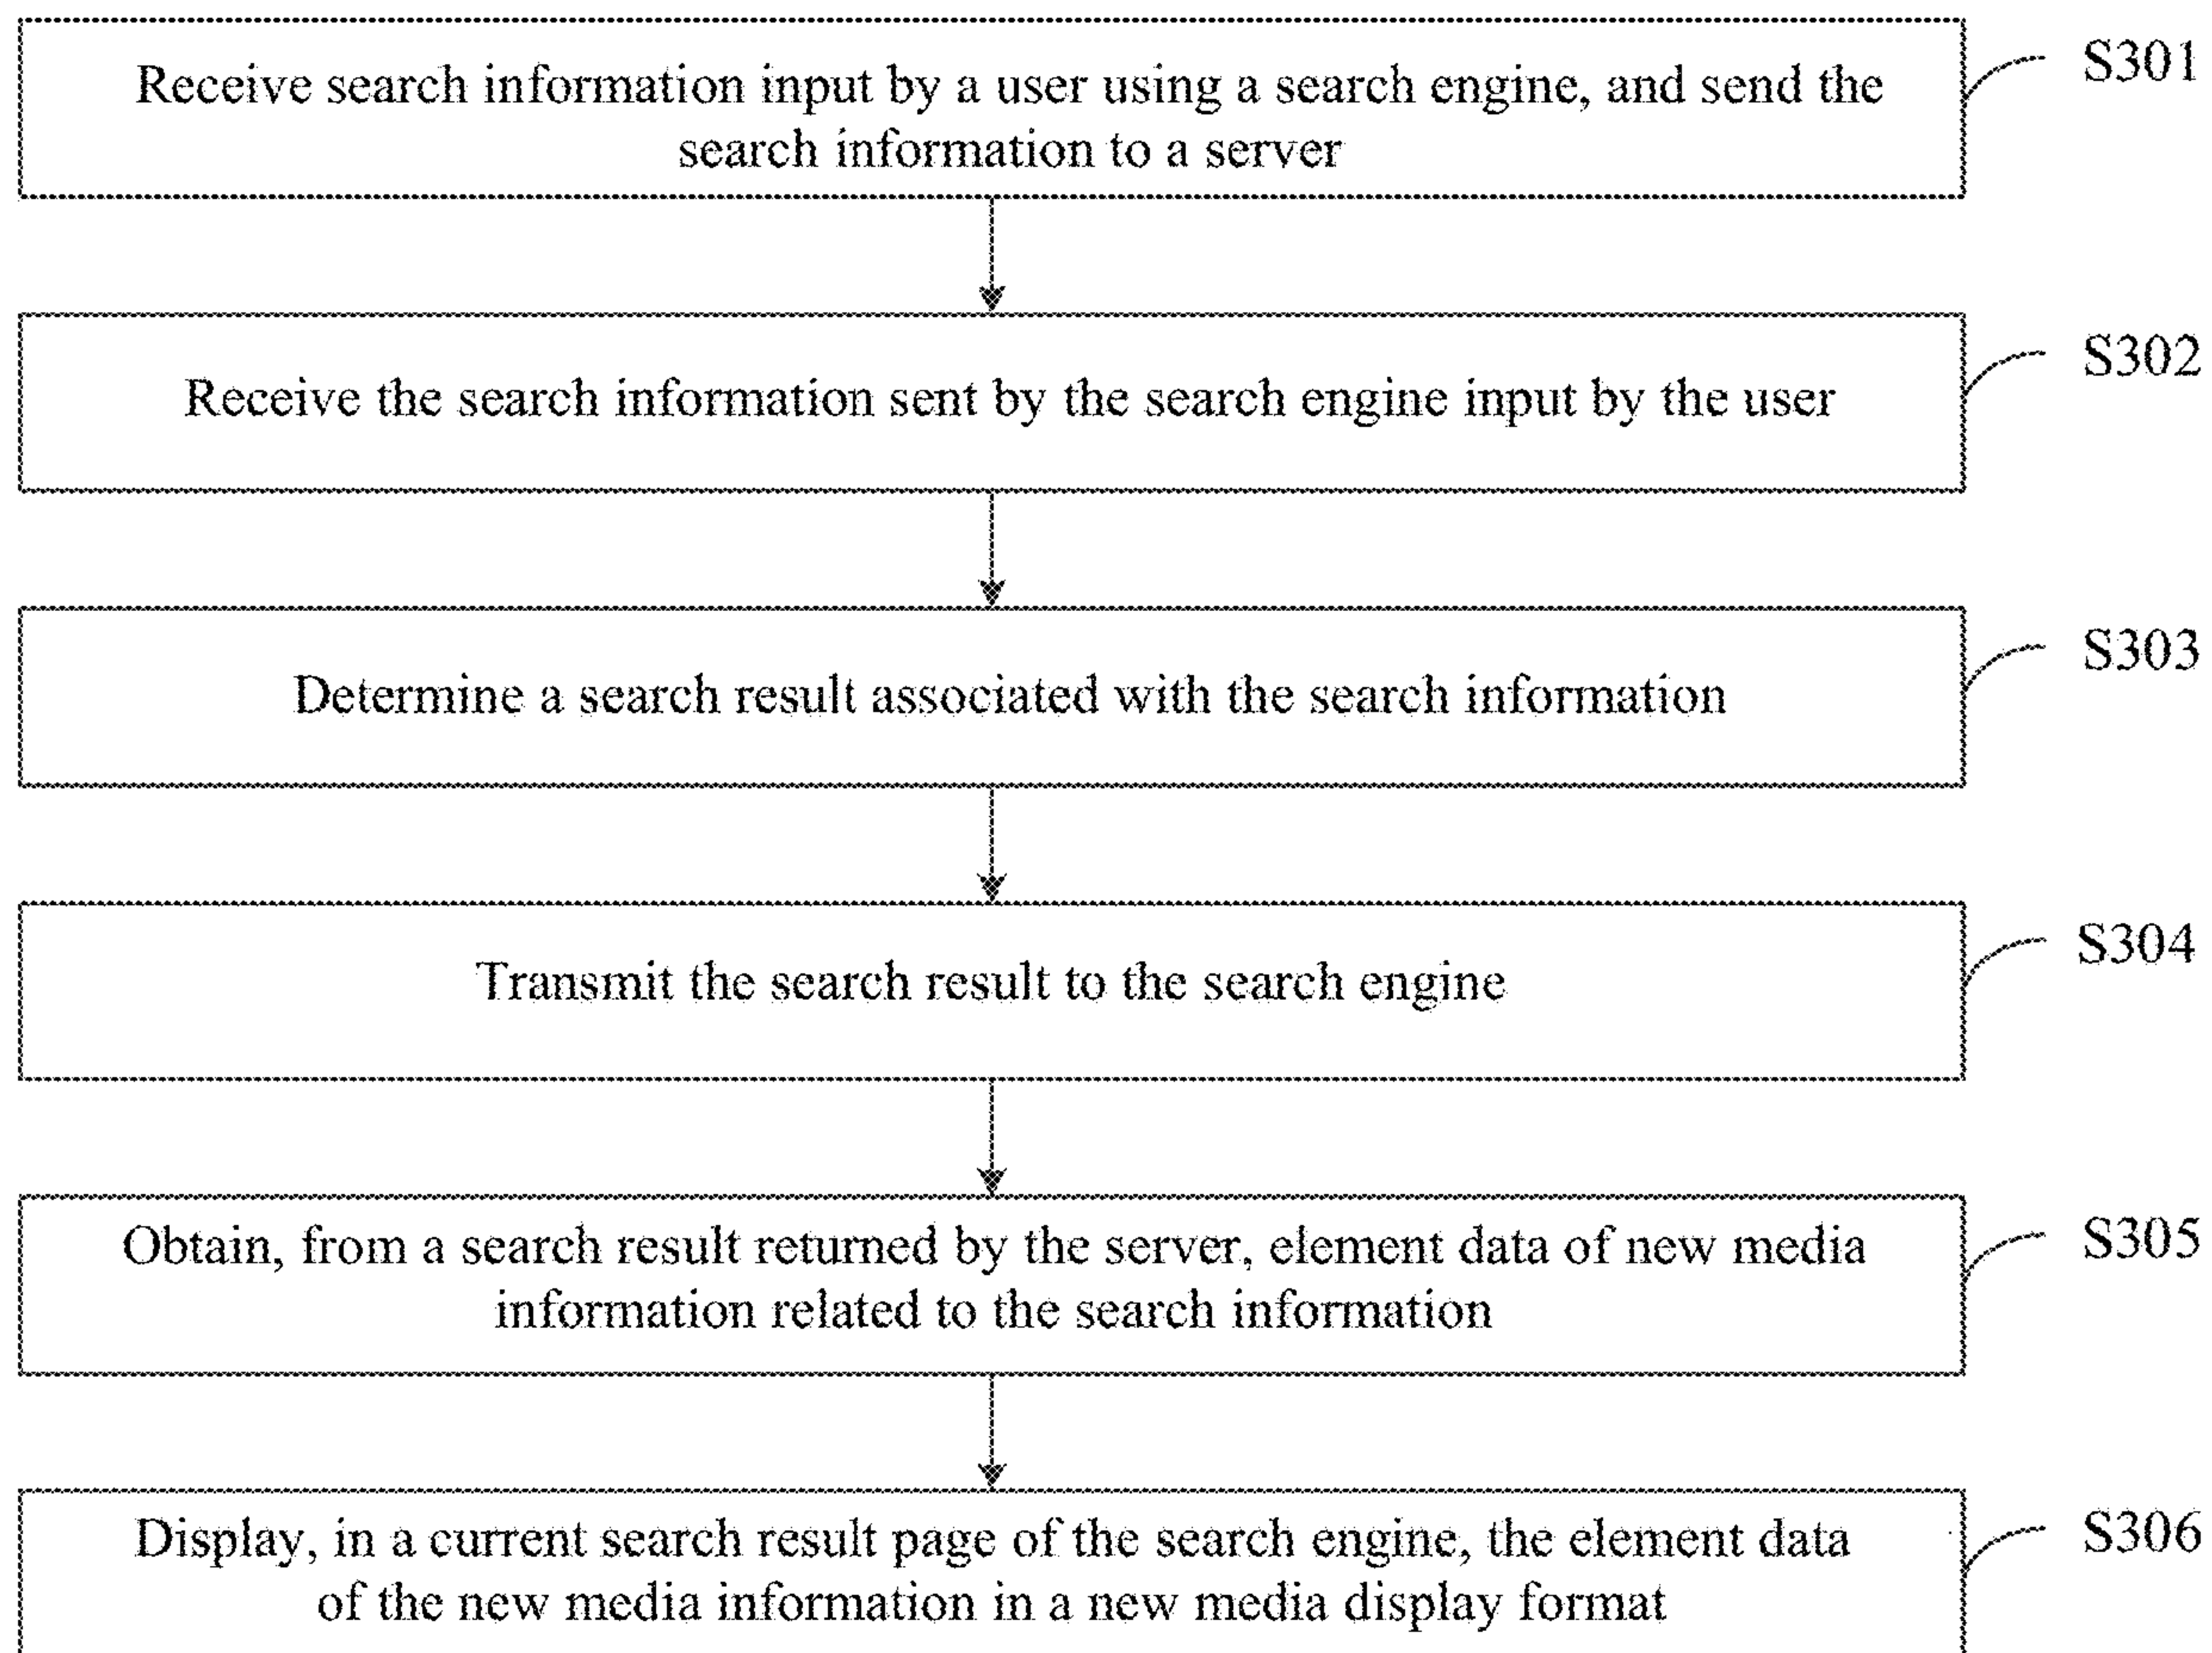 Receive search information input by a user using a search engine, and send the
search information to a server
S301
Receive the search information sent by the search engine input by the user
S302
Determine a search result associated with the search information
S303
Transmit the search result to the search engine
S304
Obtain, from a search result returned by the server, element data of new media
information related to the search information
S305
Display, in a current search result page of the search engine, the element data
of the new media information in a new media display format
S306